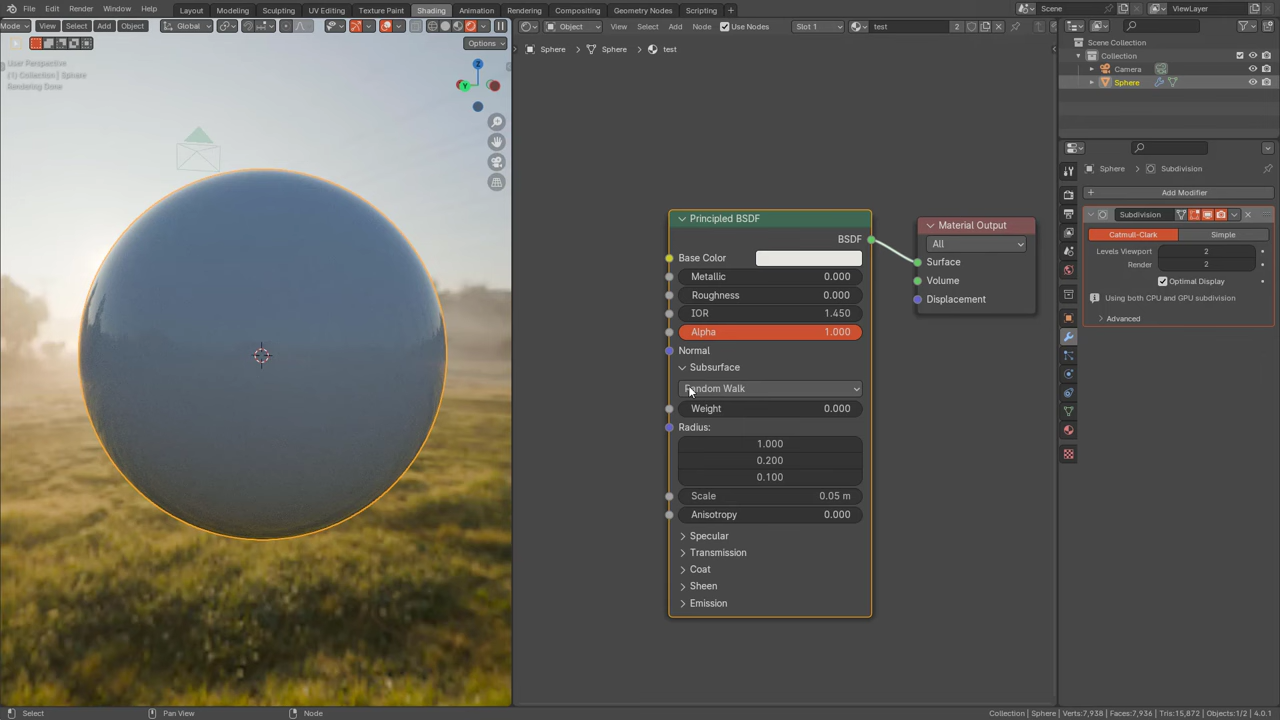 File Edit Render Window Help
Layout Modeling Sculpting UV Editing Texture Paint Shading Animation Rendering Compositing Geometry Nodes Scripting
Scene
ViewLayer
Mode View Select Add Object Global
Object View Select Add Node Use Nodes Slot 1 test 2
Options
Sphere Sphere test
User Perspective
(1) Collection | Sphere
Rendering Done
Z
Y
Scene Collection
Collection
Camera
Sphere
Sphere Subdivision
Add Modifier
Subdivision
Catmull-Clark Simple
Levels Viewport 2
Render 2
Optimal Display
Using both CPU and GPU subdivision
Advanced
Principled BSDF
BSDF
Base Color
Metallic 0.000
Roughness 0.000
IOR 1.450
Alpha 1.000
Normal
Subsurface
Random Walk
Weight 0.000
Radius:
1.000
0.200
0.100
Scale 0.05 m
Anisotropy 0.000
Specular
Transmission
Coat
Sheen
Emission
Material Output
All
Surface
Volume
Displacement
Select Pan View Node
Collection | Sphere | Verts:7,938 | Faces:7,936 | Tris:15,872 | Objects:1/2 | 4.0.1